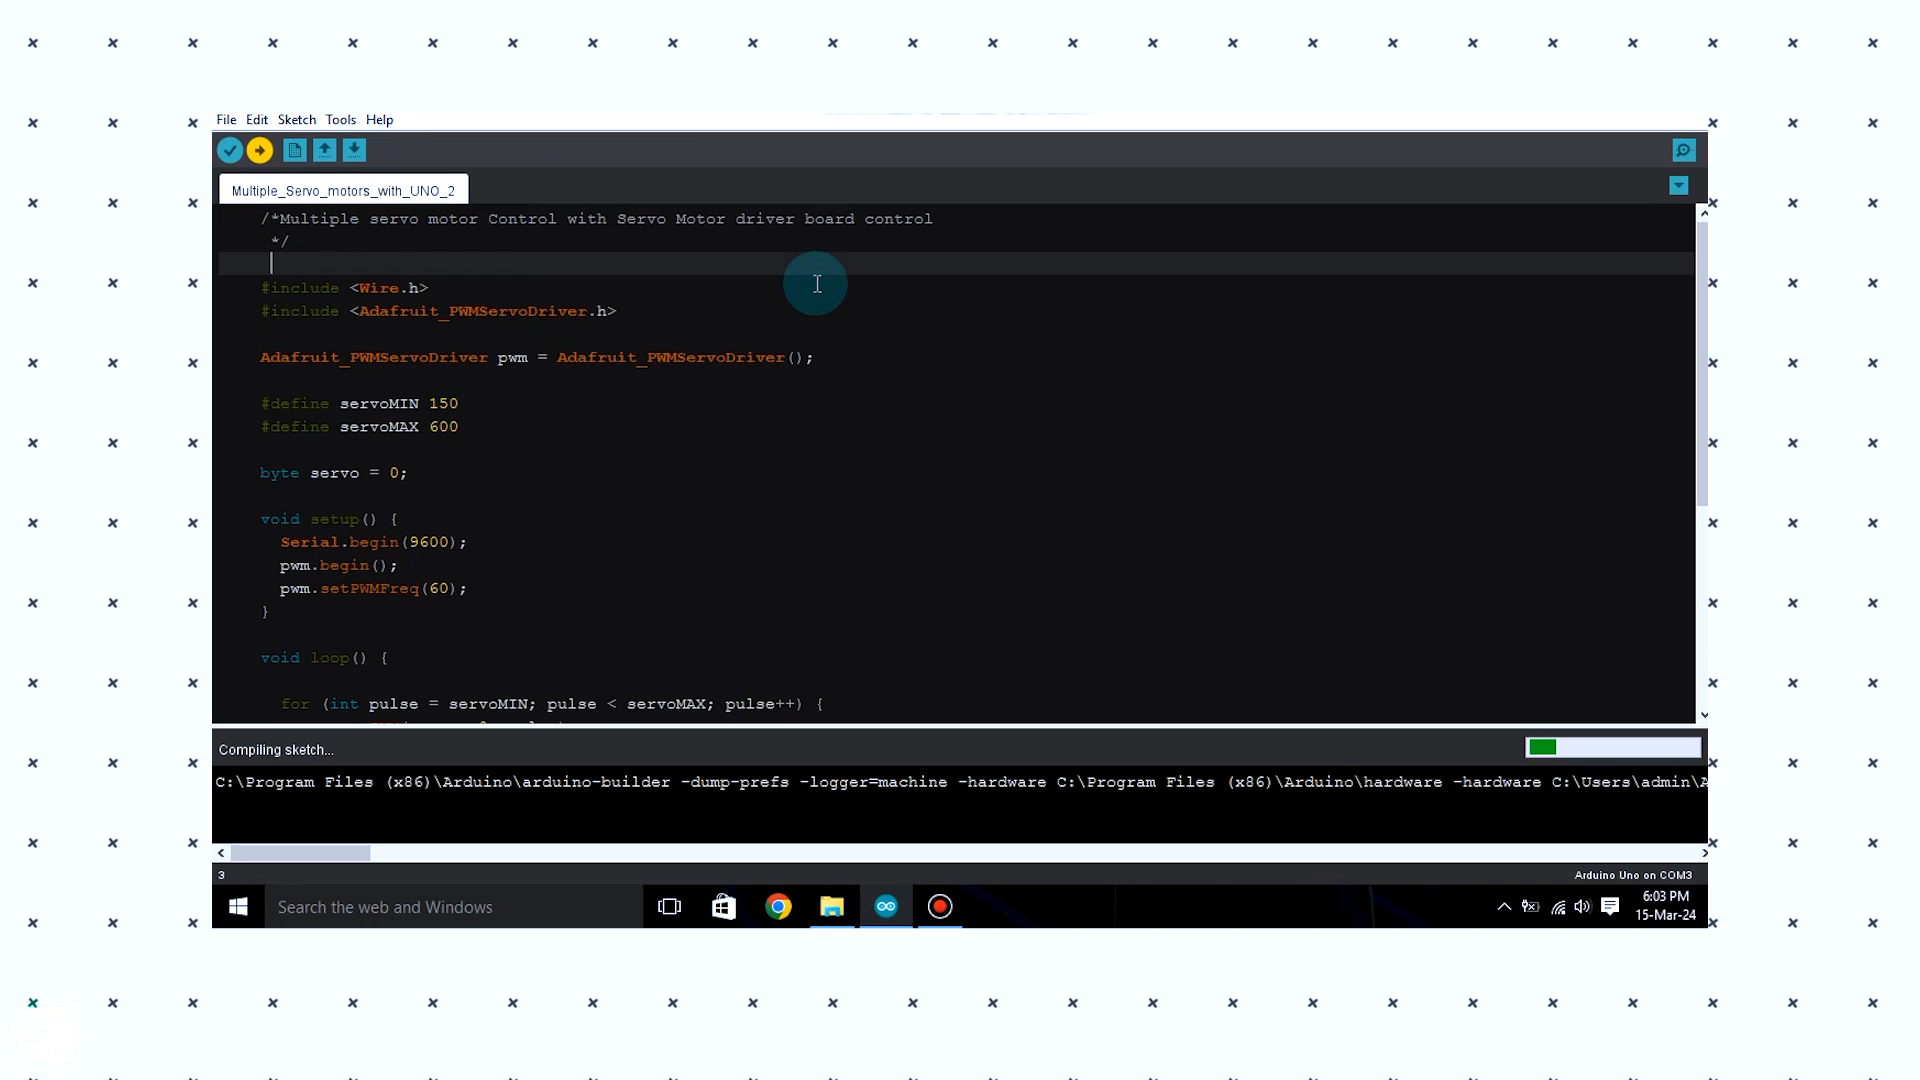 File Edit Sketch Tools Help
Multiple_Servo_motors_with_UNO_2
/*Multiple servo motor Control with Servo Motor driver board control
*/
#include <Wire.h>
#include <Adafruit_PWMServoDriver.h>
Adafruit_PWMServoDriver pwm = Adafruit_PWMServoDriver();
#define servoMIN 150
#define servoMAX 600
byte servo = 0;
void setup() {
Serial.begin(9600);
pwm.begin();
pwm.setPWMFreq(60);
}
void loop() {
for (int pulse = servoMIN; pulse < servoMAX; pulse++) {
Compiling sketch...
C:\Program Files (x86)\Arduino\arduino-builder -dump-prefs -logger=machine -hardware C:\Program Files (x86)\Arduino\hardware -hardware C:\Users\admin\A
3
Arduino Uno on COM3
Search the web and Windows
6:03 PM
15-Mar-24